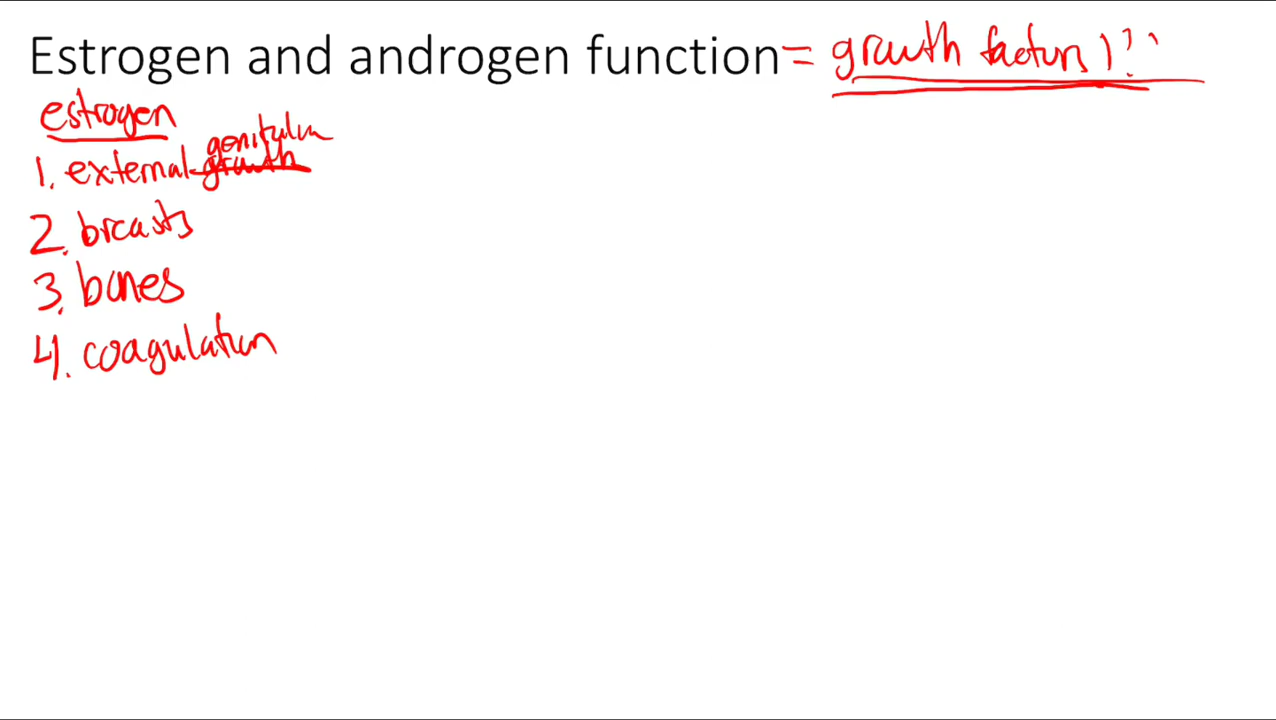 Estrogen and androgen function = growth factors!!!
estrogen
1. external growth genitalia
2. breasts
3. bones
4. coagulation